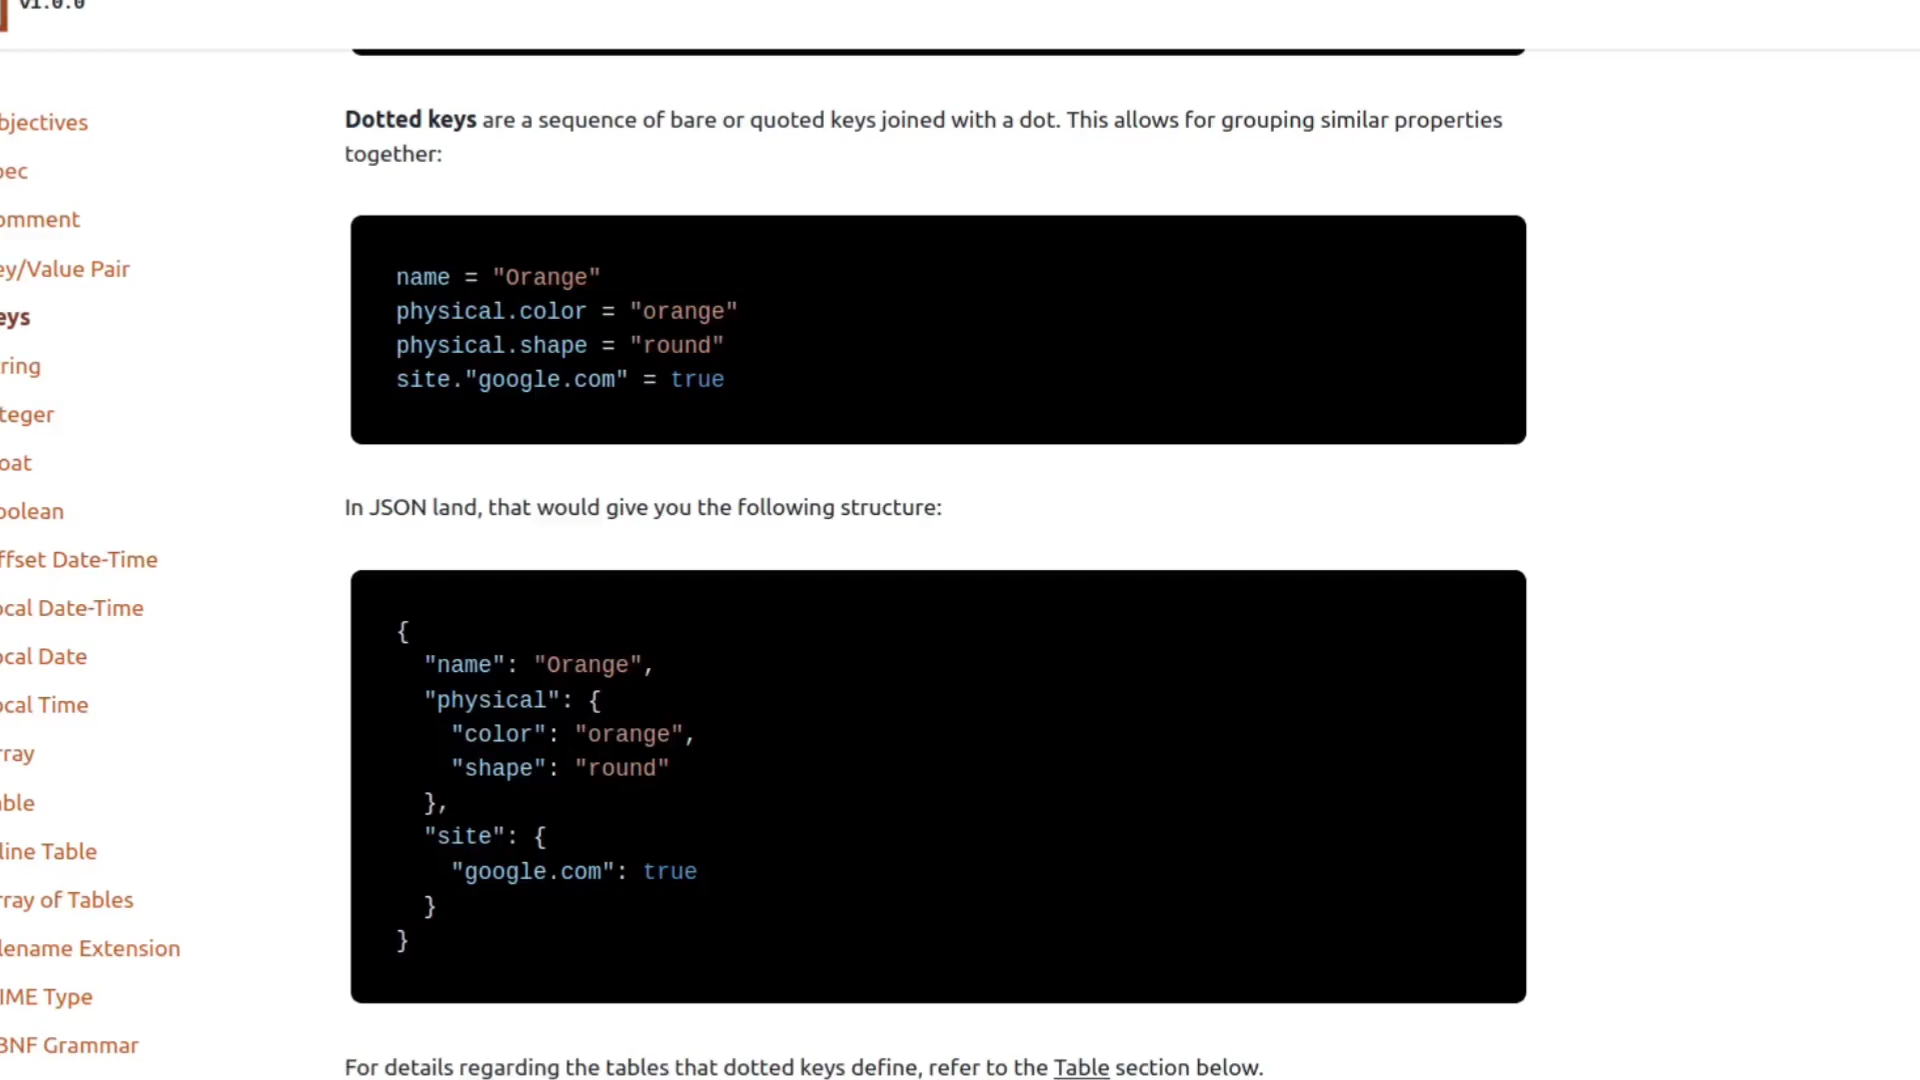 v1.0.0
bjectives
pec
omment
ey/Value Pair
eys
ring
teger
oat
oolean
ffset Date-Time
ocal Date-Time
ocal Date
ocal Time
rray
able
line Table
rray of Tables
lename Extension
IME Type
BNF Grammar
Dotted keys are a sequence of bare or quoted keys joined with a dot. This allows for grouping similar properties
together:
name = "Orange"
physical.color = "orange"
physical.shape = "round"
site."google.com" = true
In JSON land, that would give you the following structure:
{
  "name": "Orange",
  "physical": {
    "color": "orange",
    "shape": "round"
  },
  "site": {
    "google.com": true
  }
}
For details regarding the tables that dotted keys define, refer to the Table section below.